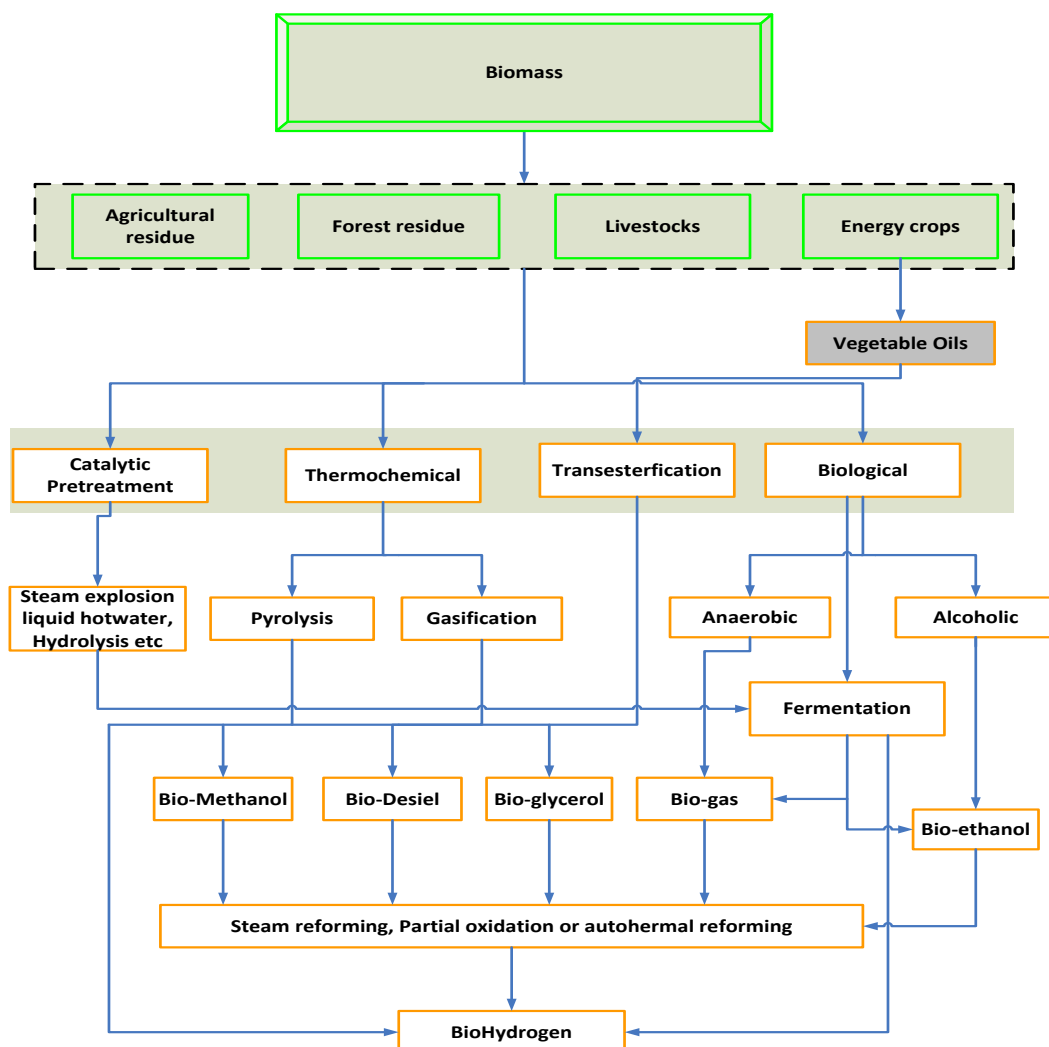 Biomass
Agricultural
residue
Forest residue
Livestocks
Energy crops
Vegetable Oils
Catalytic
Pretreatment
Thermochemical
Transesterfication
Biological
Steam explosion
liquid hotwater,
Hydrolysis etc
Pyrolysis
Gasification
Anaerobic
Alcoholic
Fermentation
Bio-Methanol
Bio-Desiel
Bio-glycerol
Bio-gas
Bio-ethanol
Steam reforming, Partial oxidation or autohermal reforming
BioHydrogen